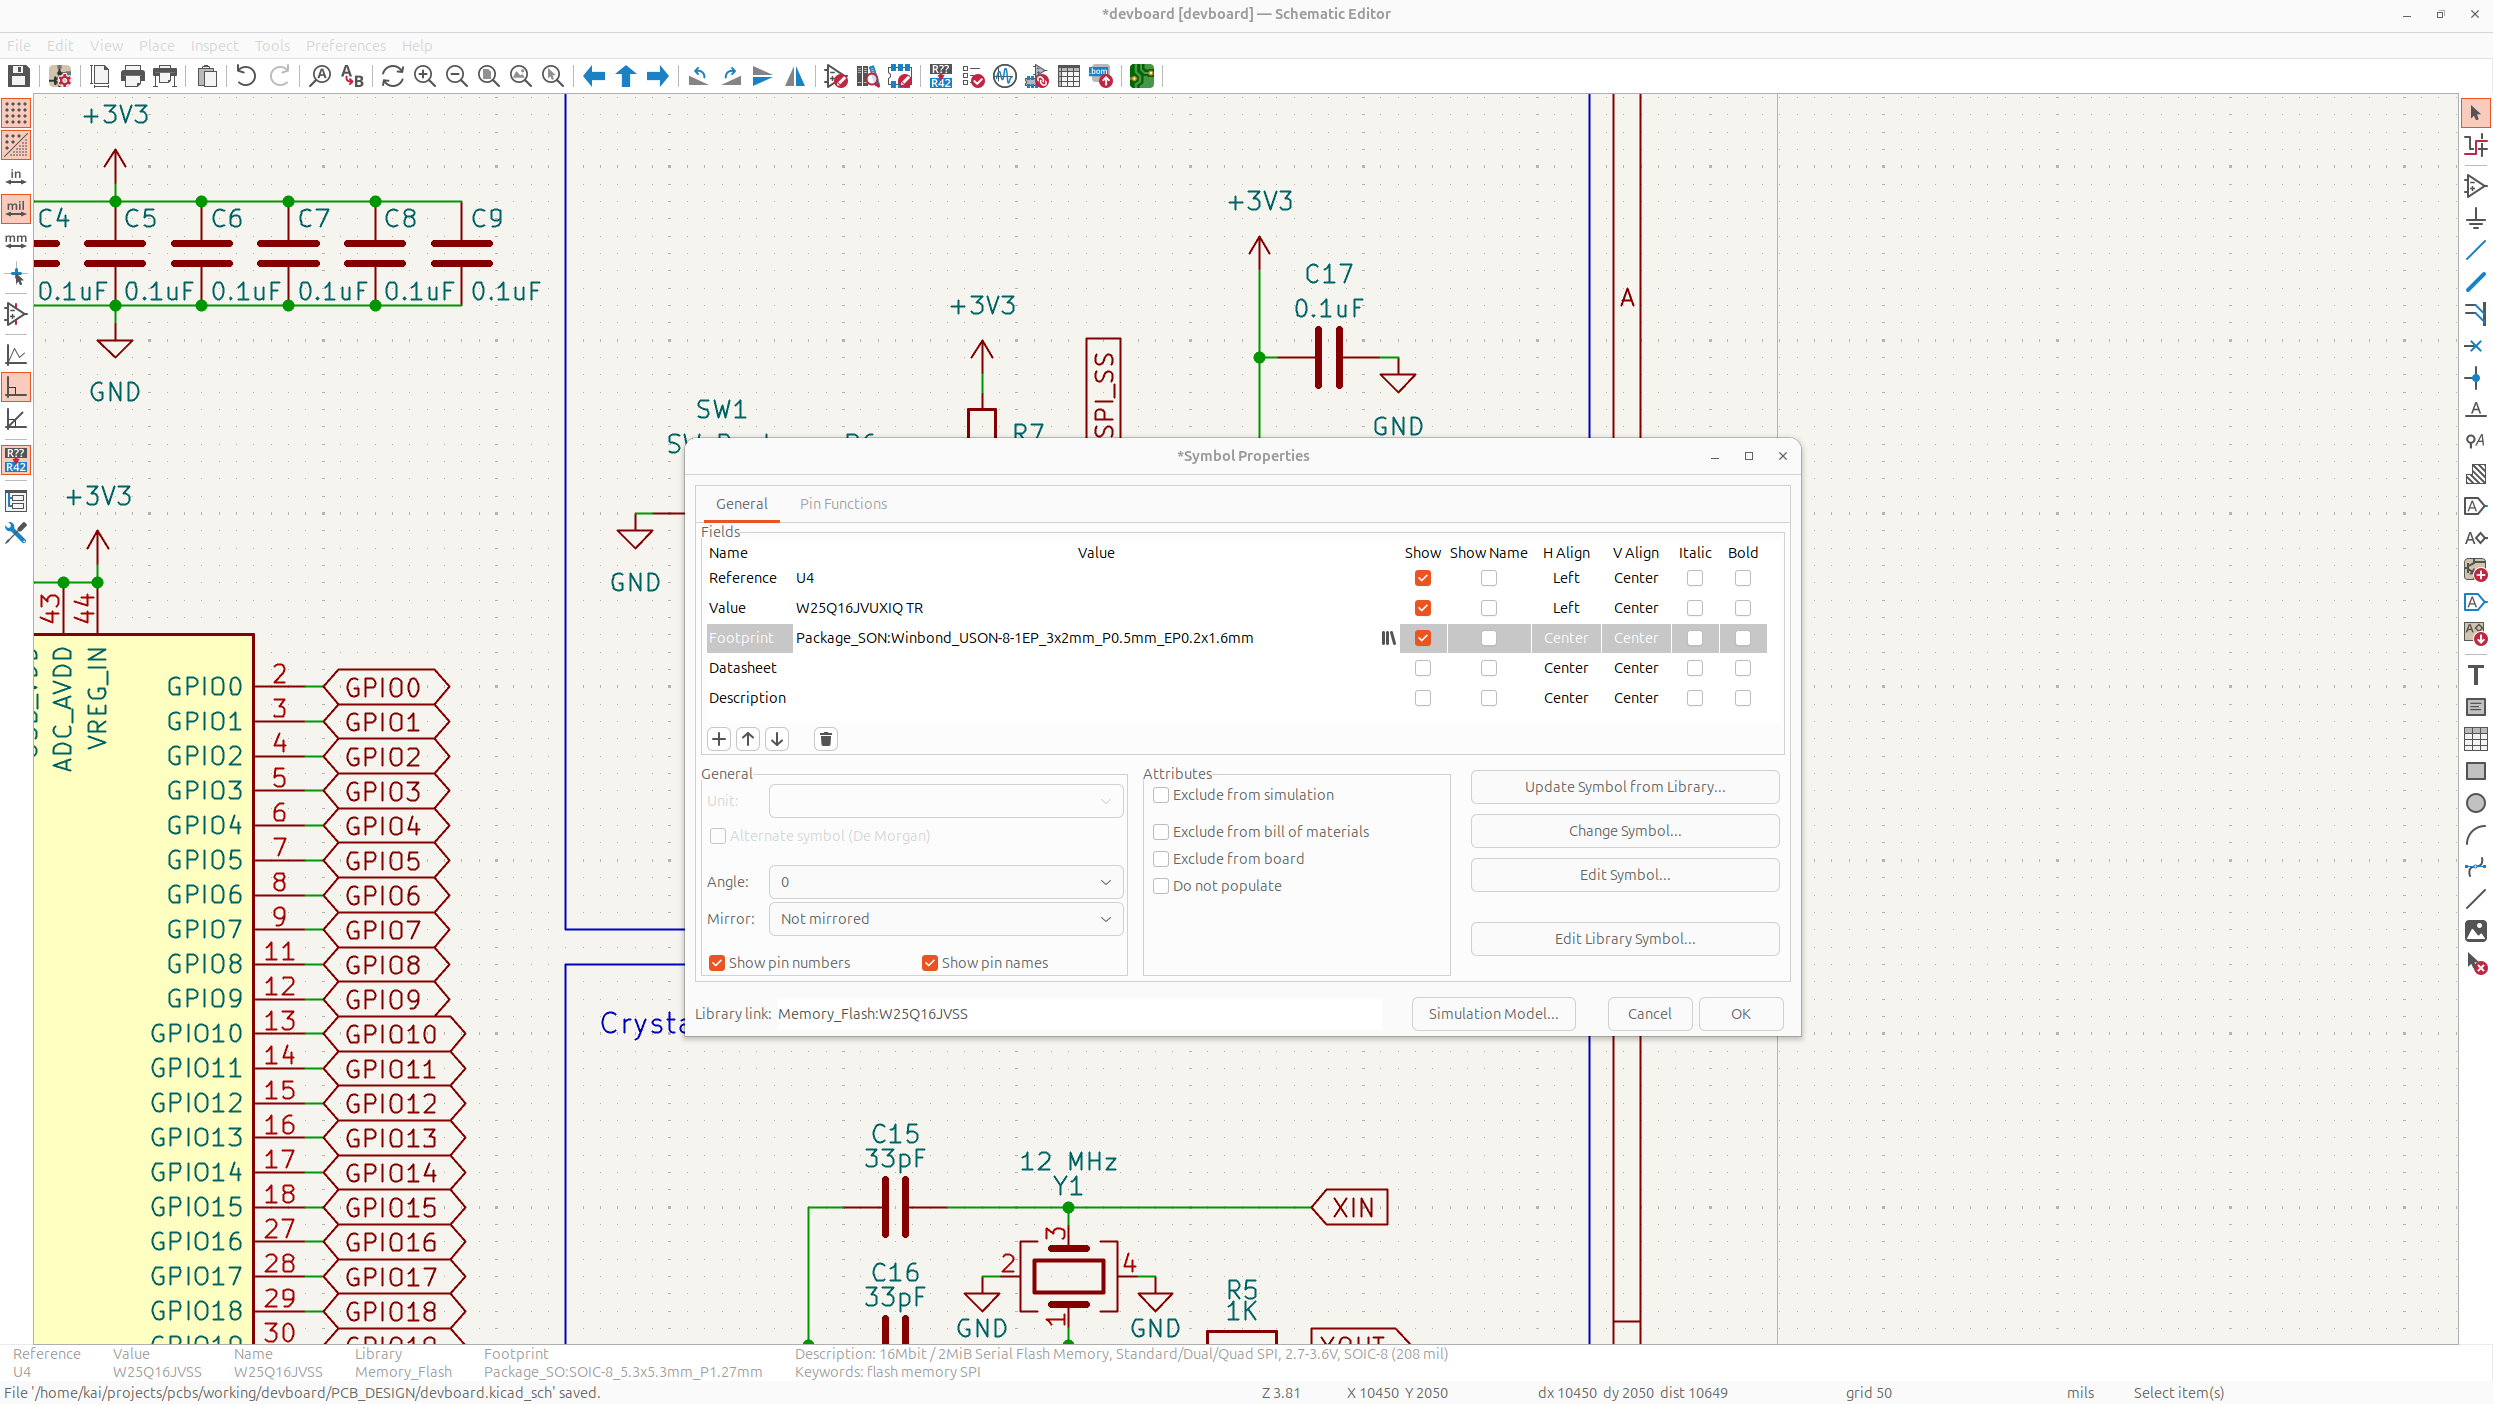 *devboard [devboard] — Schematic Editor
File Edit View Place Inspect Tools Preferences Help
in
mil
mm
R??
R42
+3V3
C4 C5 C6 C7 C8 C9
0.1uF 0.1uF 0.1uF 0.1uF 0.1uF 0.1uF
GND
+3V3
43 44
ADC_AVDD
VREG_IN
GPIO0 2 GPIO0
GPIO1 3 GPIO1
GPIO2 4 GPIO2
GPIO3 5 GPIO3
GPIO4 6 GPIO4
GPIO5 7 GPIO5
GPIO6 8 GPIO6
GPIO7 9 GPIO7
GPIO8 11 GPIO8
GPIO9 12 GPIO9
GPIO10 13 GPIO10
GPIO11 14 GPIO11
GPIO12 15 GPIO12
GPIO13 16 GPIO13
GPIO14 17 GPIO14
GPIO15 18 GPIO15
GPIO16 27 GPIO16
GPIO17 28 GPIO17
GPIO18 29 GPIO18
30
+3V3
C17
0.1uF
GND
+3V3
R7
SPI_SS
SW1
GND
A
*Symbol Properties
General Pin Functions
Fields
Name Value Show Show Name H Align V Align Italic Bold
Reference U4 Left Center
Value W25Q16JVUXIQ TR Left Center
Footprint Package_SON:Winbond_USON-8-1EP_3x2mm_P0.5mm_EP0.2x1.6mm Center Center
Datasheet Center Center
Description Center Center
General
Unit:
Alternate symbol (De Morgan)
Angle: 0
Mirror: Not mirrored
Show pin numbers Show pin names
Attributes
Exclude from simulation
Exclude from bill of materials
Exclude from board
Do not populate
Update Symbol from Library...
Change Symbol...
Edit Symbol...
Edit Library Symbol...
Library link: Memory_Flash:W25Q16JVSS
Simulation Model... Cancel OK
Crysta
C15
33pF
12 MHz
Y1
XIN
3
2 4
1
C16
33pF
GND GND
R5
1K
XOUT
Reference Value Name Library Footprint Description: 16Mbit / 2MiB Serial Flash Memory, Standard/Dual/Quad SPI, 2.7-3.6V, SOIC-8 (208 mil)
U4 W25Q16JVSS W25Q16JVSS Memory_Flash Package_SO:SOIC-8_5.3x5.3mm_P1.27mm Keywords: flash memory SPI
File '/home/kai/projects/pcbs/working/devboard/PCB_DESIGN/devboard.kicad_sch' saved. Z 3.81 X 10450 Y 2050 dx 10450 dy 2050 dist 10649 grid 50 mils Select item(s)